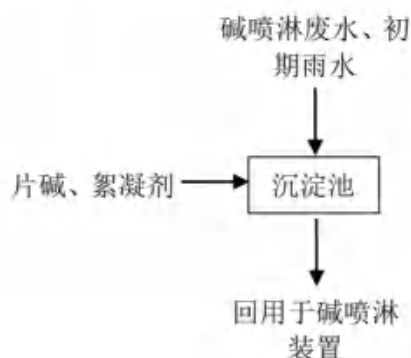 碱喷淋废水、初
期雨水
片碱、絮凝剂
沉淀池
回用于碱喷淋
装置